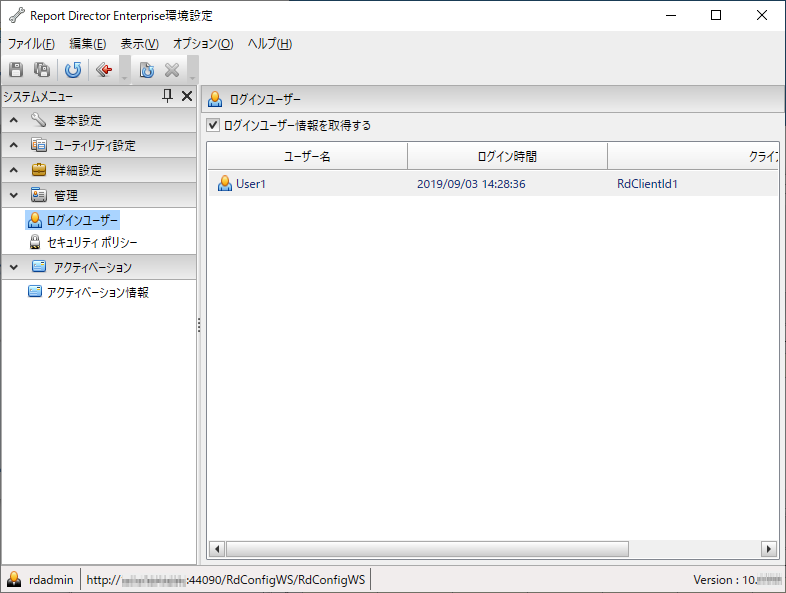 Report Director Enterprise環境設定
ファイル(F) 編集(E) 表示(V) オプション(O) ヘルプ(H)
システムメニュー
基本設定
ユーティリティ設定
詳細設定
管理
ログインユーザー
セキュリティ ポリシー
アクティベーション
アクティベーション情報
ログインユーザー
ログインユーザー情報を取得する
ユーザー名 ログイン時間 クライ
User1 2019/09/03 14:28:36 RdClientId1
rdadmin http:// :44090/RdConfigWS/RdConfigWS Version : 10.